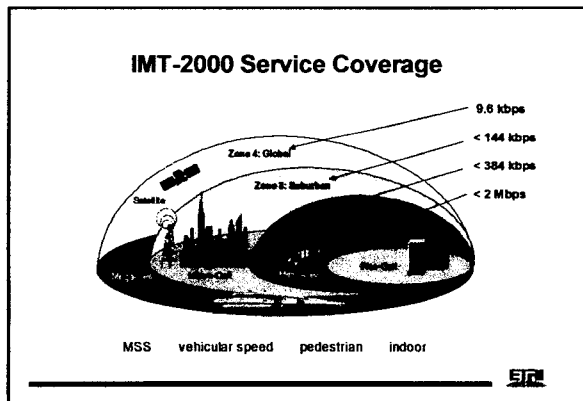 IMT-2000 Service Coverage
9.6 kbps
< 144 kbps
Zone 4: Global
< 384 kbps
Zone 3: Suburban
< 2 Mbps
Satellite
MSS vehicular speed pedestrian indoor
ETRI